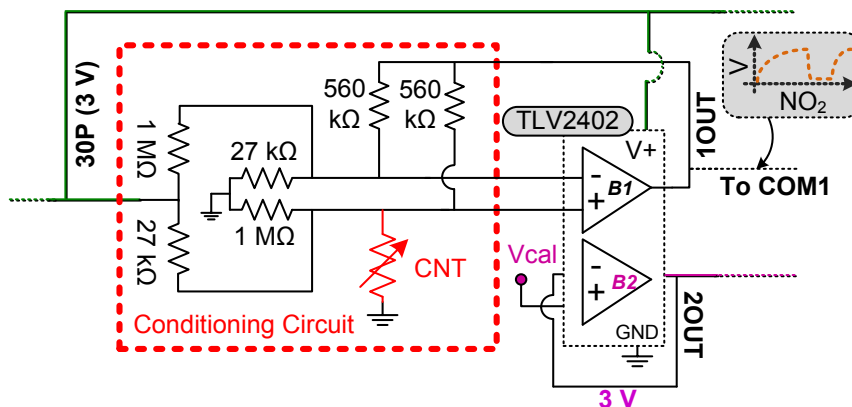 30P (3 V)
1 MΩ
27 kΩ
560 kΩ
560 kΩ
27 kΩ
1 MΩ
CNT
Conditioning Circuit
TLV2402
V+
-
+
B1
Vcal
-
+
B2
GND
3 V
1OUT
2OUT
To COM1
V
NO₂